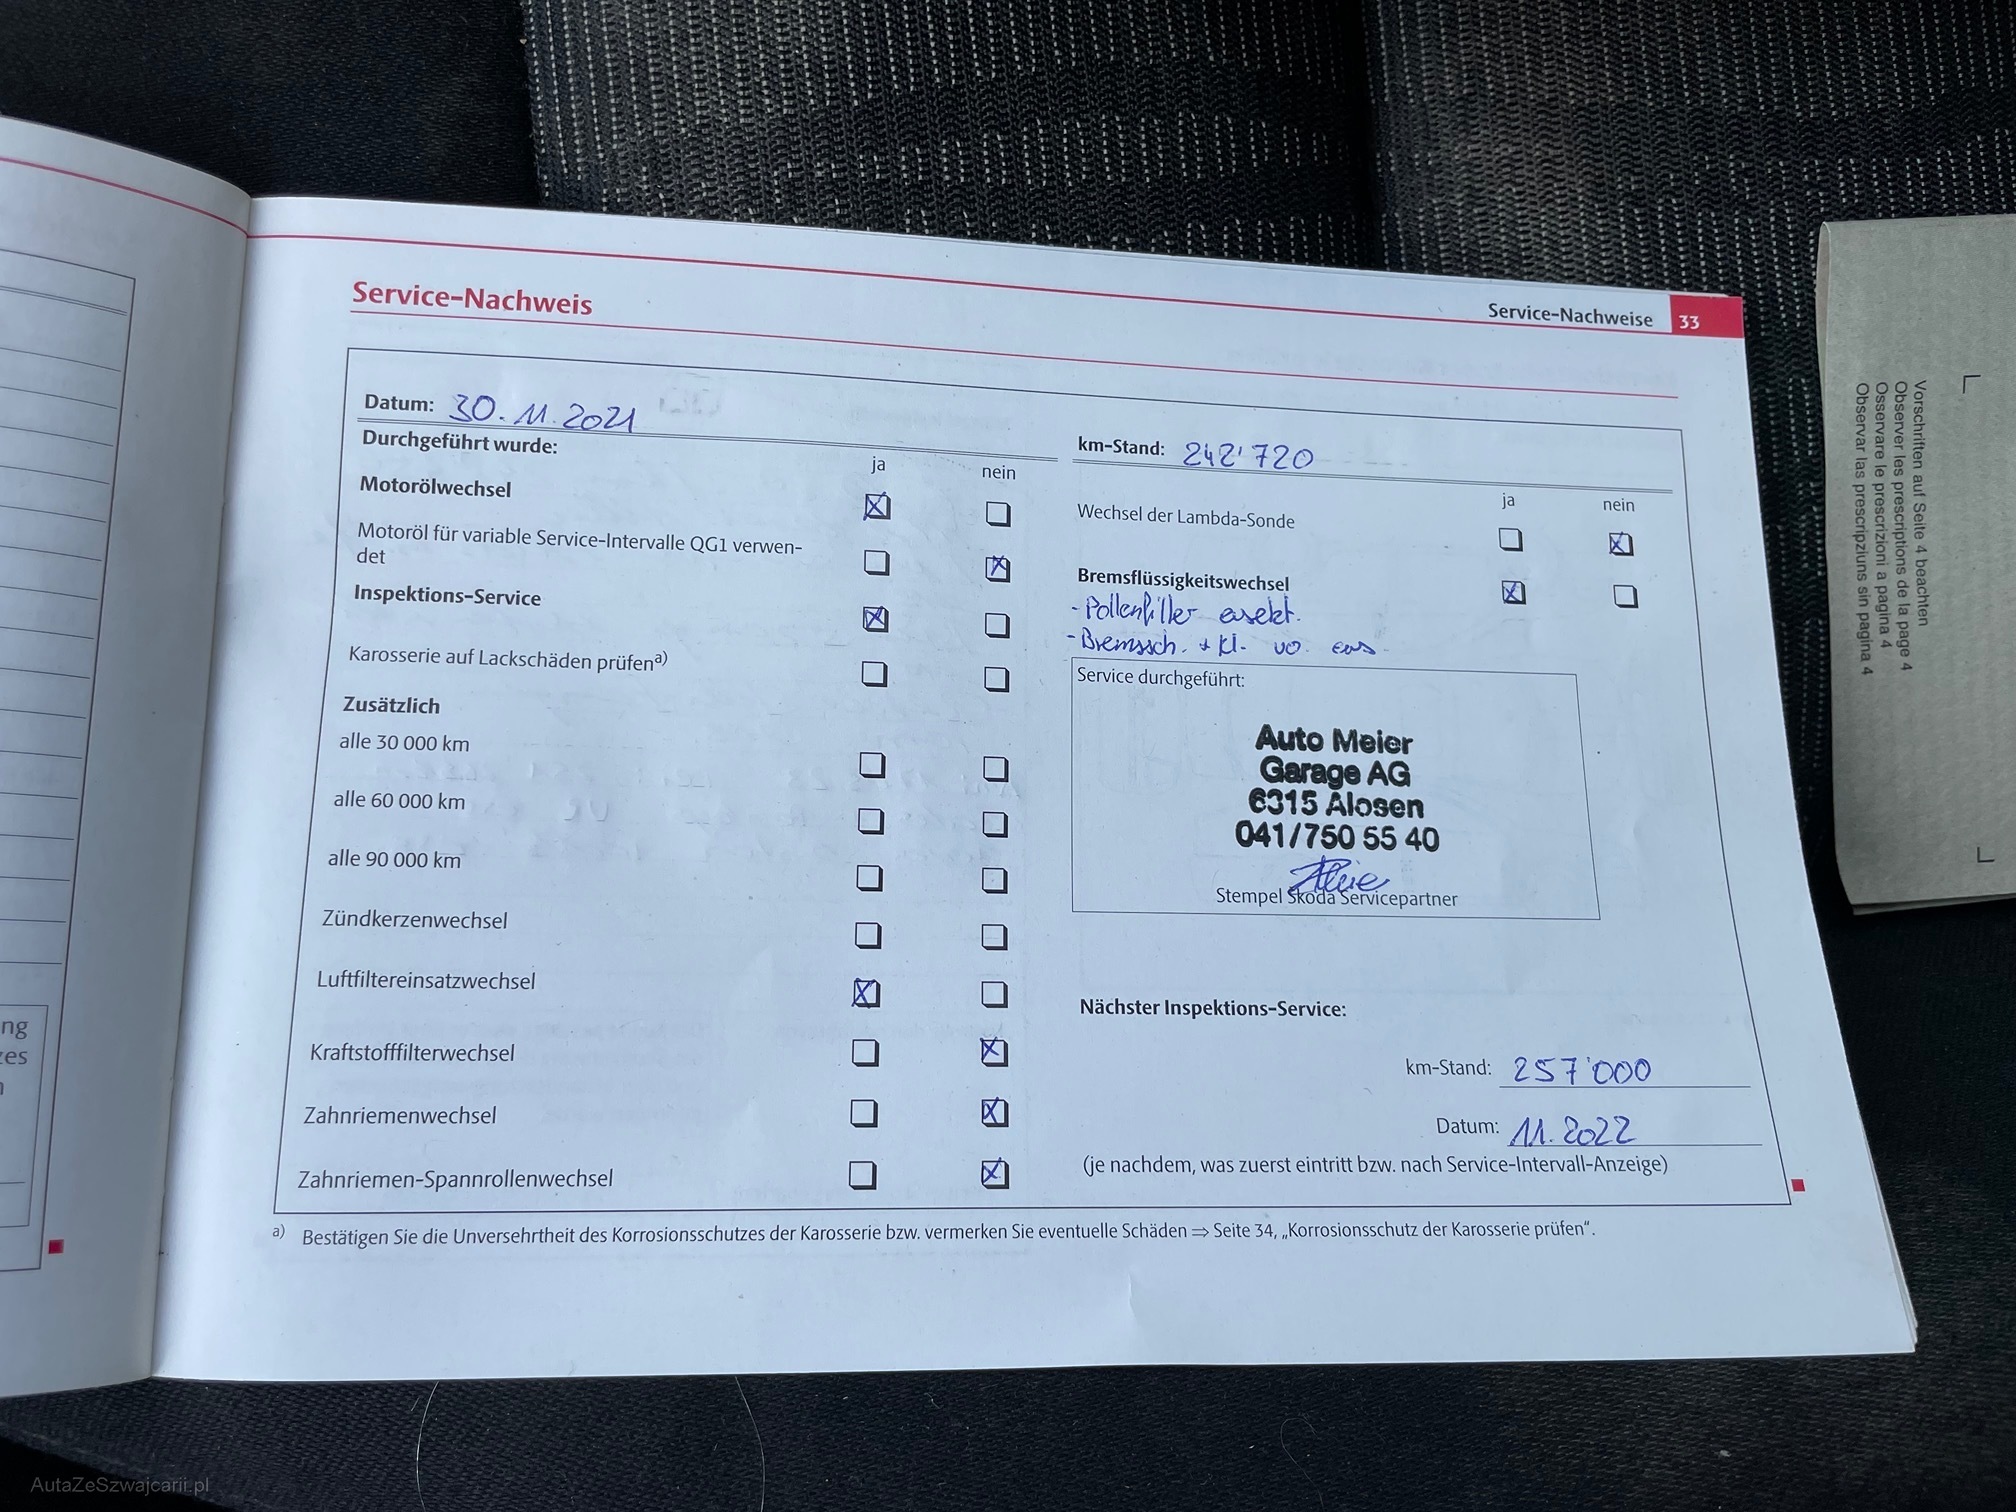 Service-Nachweis
Service-Nachweise 33
Datum: 30.11.2021
Durchgeführt wurde:
ja nein
Motorölwechsel
Motoröl für variable Service-Intervalle QG1 verwen-
det
Inspektions-Service
Karosserie auf Lackschäden prüfena)
Zusätzlich
alle 30 000 km
alle 60 000 km
alle 90 000 km
Zündkerzenwechsel
Luftfiltereinsatzwechsel
Kraftstofffilterwechsel
Zahnriemenwechsel
Zahnriemen-Spannrollenwechsel
km-Stand: 242'720
ja nein
Wechsel der Lambda-Sonde
Bremsflüssigkeitswechsel
- Pollenfilter
- Bremssch. + Kl. vo.
Service durchgeführt:
Auto Meier
Garage AG
6315 Alosen
041/750 55 40
Stempel Škoda Servicepartner
Nächster Inspektions-Service:
km-Stand: 257'000
Datum: 11.2022
(je nachdem, was zuerst eintritt bzw. nach Service-Intervall-Anzeige)
a) Bestätigen Sie die Unversehrtheit des Korrosionsschutzes der Karosserie bzw. vermerken Sie eventuelle Schäden ⇒ Seite 34, „Korrosionsschutz der Karosserie prüfen“.
ng
zes
Vorschriften auf Seite 4 beachten
Observer les prescriptions de la page 4
Osservare le prescrizioni a pagina 4
Observar las prescripziuns sin pagina 4
AutaZeSzwajcarii.pl